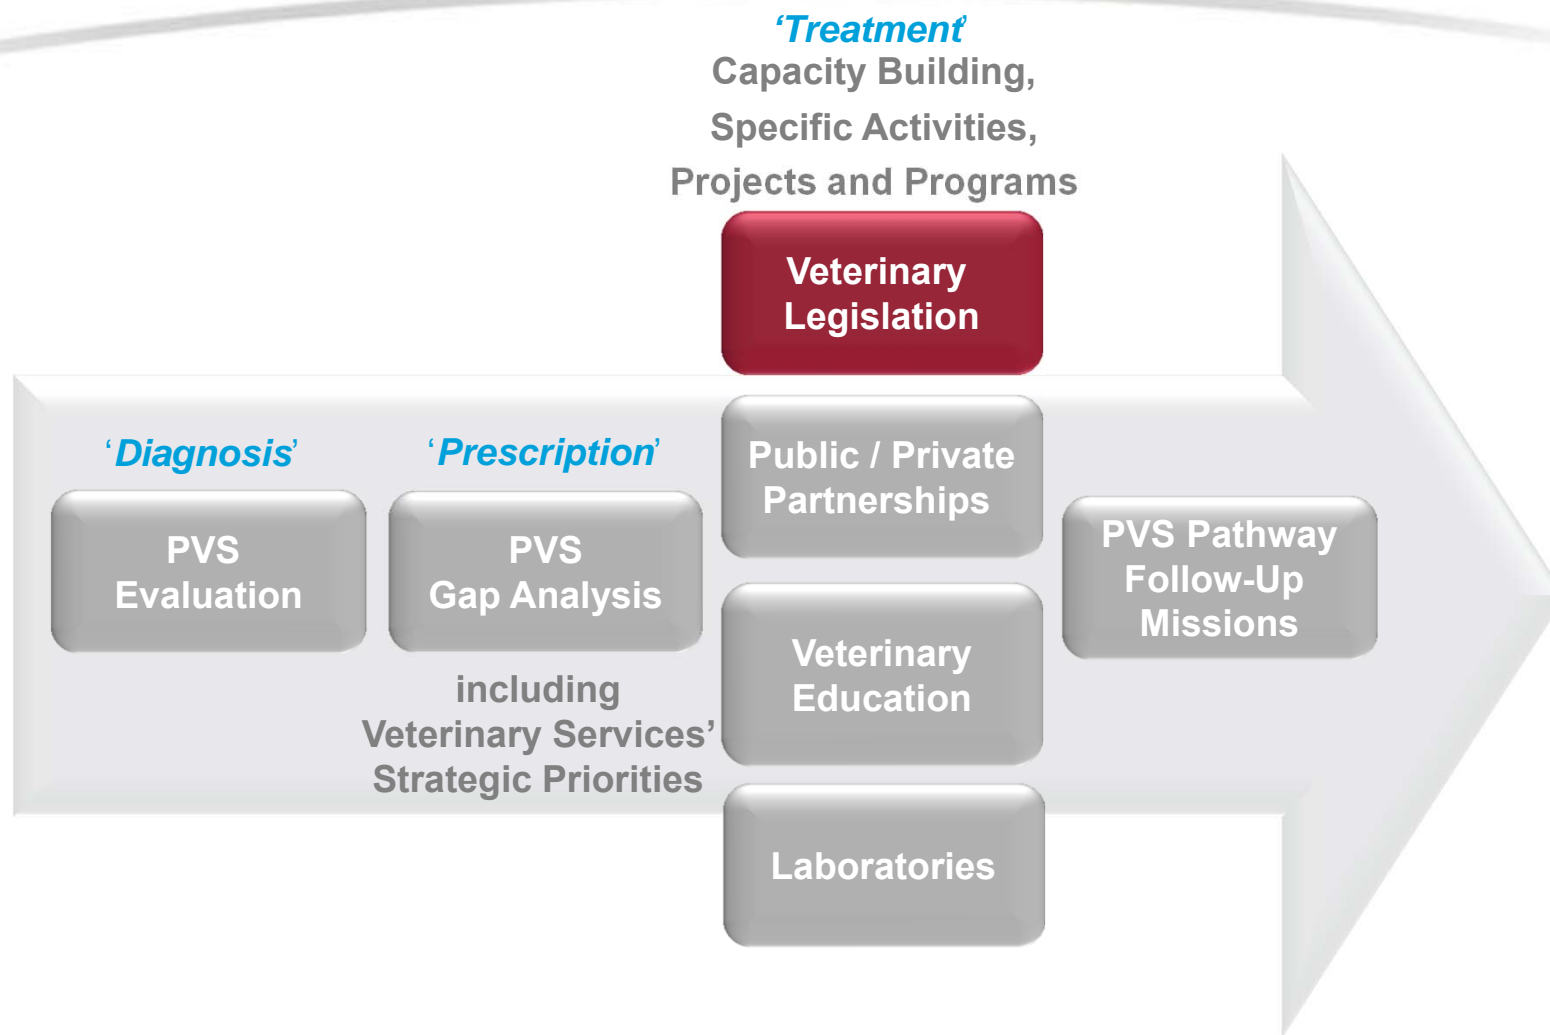 ‘Treatment’
Capacity Building,
Specific Activities,
Projects and Programs
Veterinary
Legislation
‘Diagnosis’
PVS
Evaluation
‘Prescription’
PVS
Gap Analysis
including
Veterinary Services’
Strategic Priorities
Public / Private
Partnerships
Veterinary
Education
Laboratories
PVS Pathway
Follow-Up
Missions